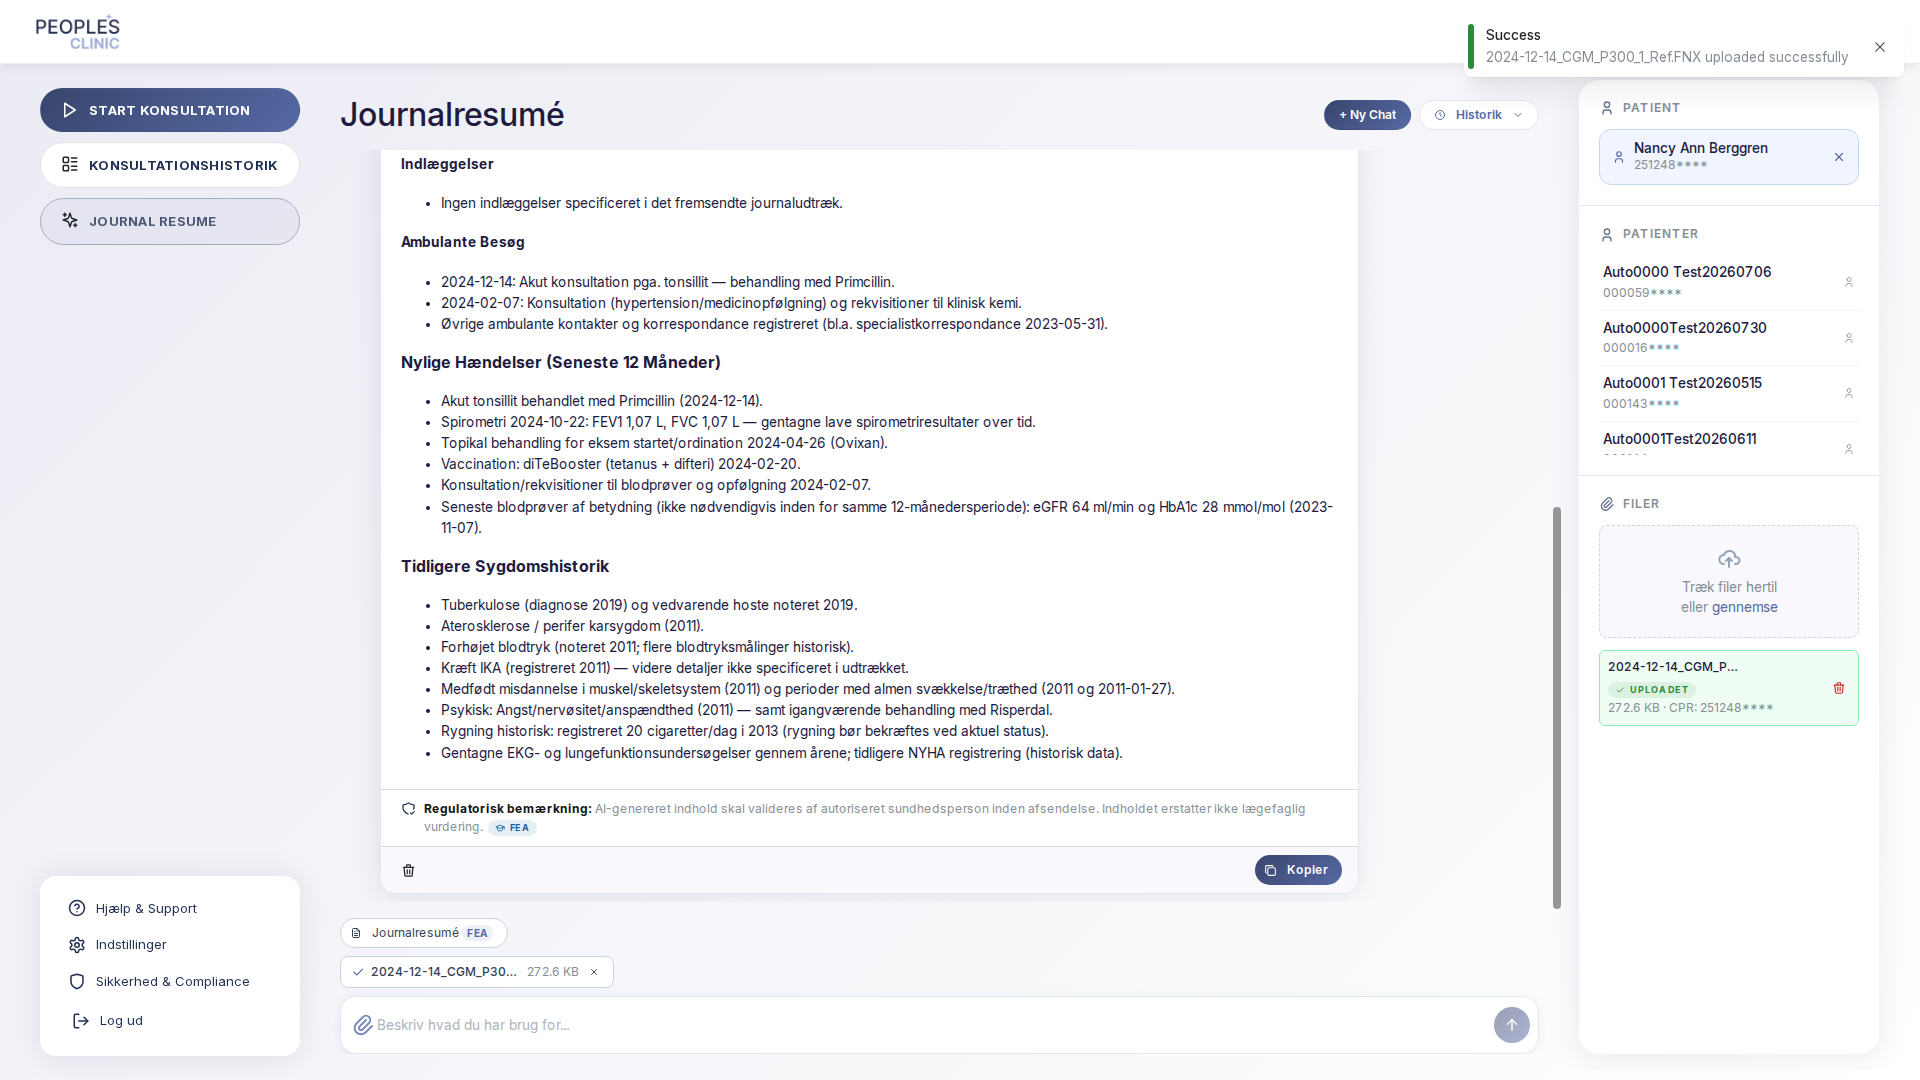 PEOPLES
CLINIC
Success
2024-12-14_CGM_P300_1_Ref.FNX uploaded successfully
START KONSULTATION
KONSULTATIONSHISTORIK
JOURNAL RESUME
Hjælp & Support
Indstillinger
Sikkerhed & Compliance
Log ud
Journalresumé
+ Ny Chat
Historik
Indlæggelser
• Ingen indlæggelser specificeret i det fremsendte journaludtræk.
Ambulante Besøg
• 2024-12-14: Akut konsultation pga. tonsillit — behandling med Primcillin.
• 2024-02-07: Konsultation (hypertension/medicinopfølgning) og rekvisitioner til klinisk kemi.
• Øvrige ambulante kontakter og korrespondance registreret (bl.a. specialistkorrespondance 2023-05-31).
Nylige Hændelser (Seneste 12 Måneder)
• Akut tonsillit behandlet med Primcillin (2024-12-14).
• Spirometri 2024-10-22: FEV1 1,07 L, FVC 1,07 L — gentagne lave spirometriresultater over tid.
• Topikal behandling for eksem startet/ordination 2024-04-26 (Ovixan).
• Vaccination: diTeBooster (tetanus + difteri) 2024-02-20.
• Konsultation/rekvisitioner til blodprøver og opfølgning 2024-02-07.
• Seneste blodprøver af betydning (ikke nødvendigvis inden for samme 12-månedersperiode): eGFR 64 ml/min og HbA1c 28 mmol/mol (2023-
11-07).
Tidligere Sygdomshistorik
• Tuberkulose (diagnose 2019) og vedvarende hoste noteret 2019.
• Aterosklerose / perifer karsygdom (2011).
• Forhøjet blodtryk (noteret 2011; flere blodtryksmålinger historisk).
• Kræft IKA (registreret 2011) — videre detaljer ikke specificeret i udtrækket.
• Medfødt misdannelse i muskel/skeletsystem (2011) og perioder med almen svækkelse/træthed (2011 og 2011-01-27).
• Psykisk: Angst/nervøsitet/anspændthed (2011) — samt igangværende behandling med Risperdal.
• Rygning historisk: registreret 20 cigaretter/dag i 2013 (rygning bør bekræftes ved aktuel status).
• Gentagne EKG- og lungefunktionsundersøgelser gennem årene; tidligere NYHA registrering (historisk data).
Regulatorisk bemærkning: AI-genereret indhold skal valideres af autoriseret sundhedsperson inden afsendelse. Indholdet erstatter ikke lægefaglig
vurdering. FEA
Kopier
Journalresumé FEA
2024-12-14_CGM_P30... 272.6 KB
Beskriv hvad du har brug for...
PATIENT
Nancy Ann Berggren
251248****
PATIENTER
Auto0000 Test20260706
000059****
Auto0000Test20260730
000016****
Auto0001 Test20260515
000143****
Auto0001Test20260611
FILER
Træk filer hertil
eller gennemse
2024-12-14_CGM_P...
UPLOADET
272.6 KB · CPR: 251248****